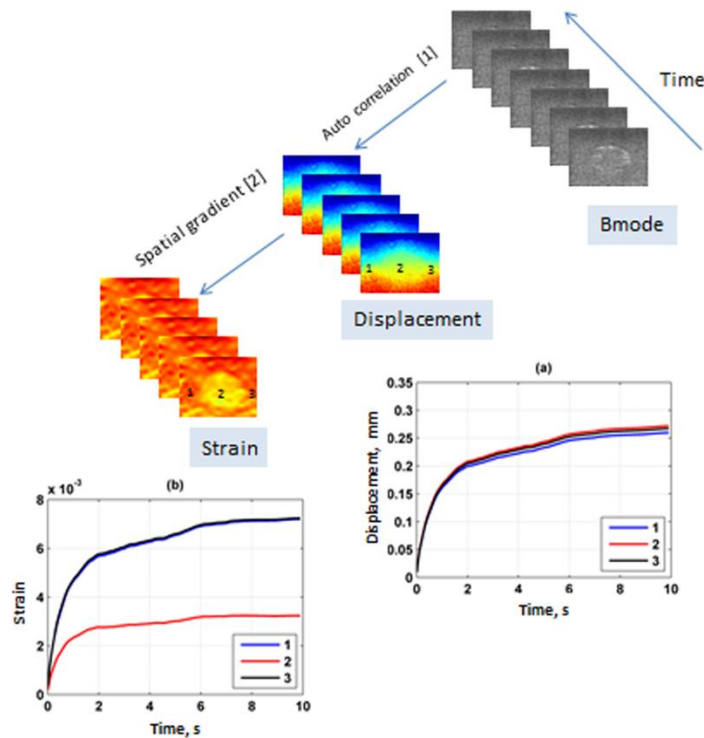 Time
Auto correlation [1]
Bmode
Spatial gradient [2]
1 2 3
Displacement
1 2 3
Strain
(a)
Displacement, mm
0.35
0.3
0.25
0.2
0.15
0.1
0.05
0
0 2 4 6 8 10
1
2
3
Time, s
(b)
x 10-3
Strain
8
6
4
2
0
0 2 4 6 8 10
1
2
3
Time, s